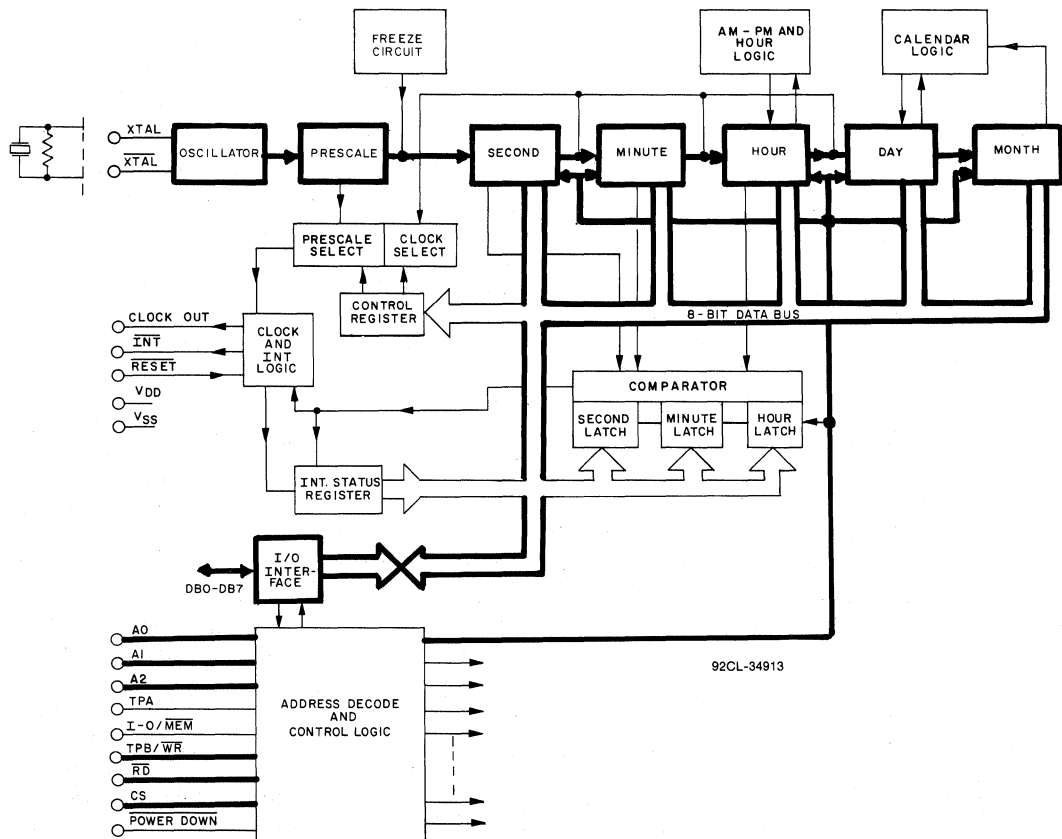 FREEZE
CIRCUIT
AM - PM AND
HOUR
LOGIC
CALENDAR
LOGIC
XTAL
XTAL
OSCILLATOR
PRESCALE
SECOND
MINUTE
HOUR
DAY
MONTH
PRESCALE
SELECT
CLOCK
SELECT
CONTROL
REGISTER
8-BIT DATA BUS
CLOCK OUT
INT
RESET
VDD
VSS
CLOCK
AND
INT
LOGIC
COMPARATOR
SECOND
LATCH
MINUTE
LATCH
HOUR
LATCH
INT. STATUS
REGISTER
I/O
INTER-
FACE
DB0-DB7
A0
A1
A2
TPA
I-O/MEM
TPB/WR
RD
CS
POWER DOWN
ADDRESS DECODE
AND
CONTROL LOGIC
92CL-34913